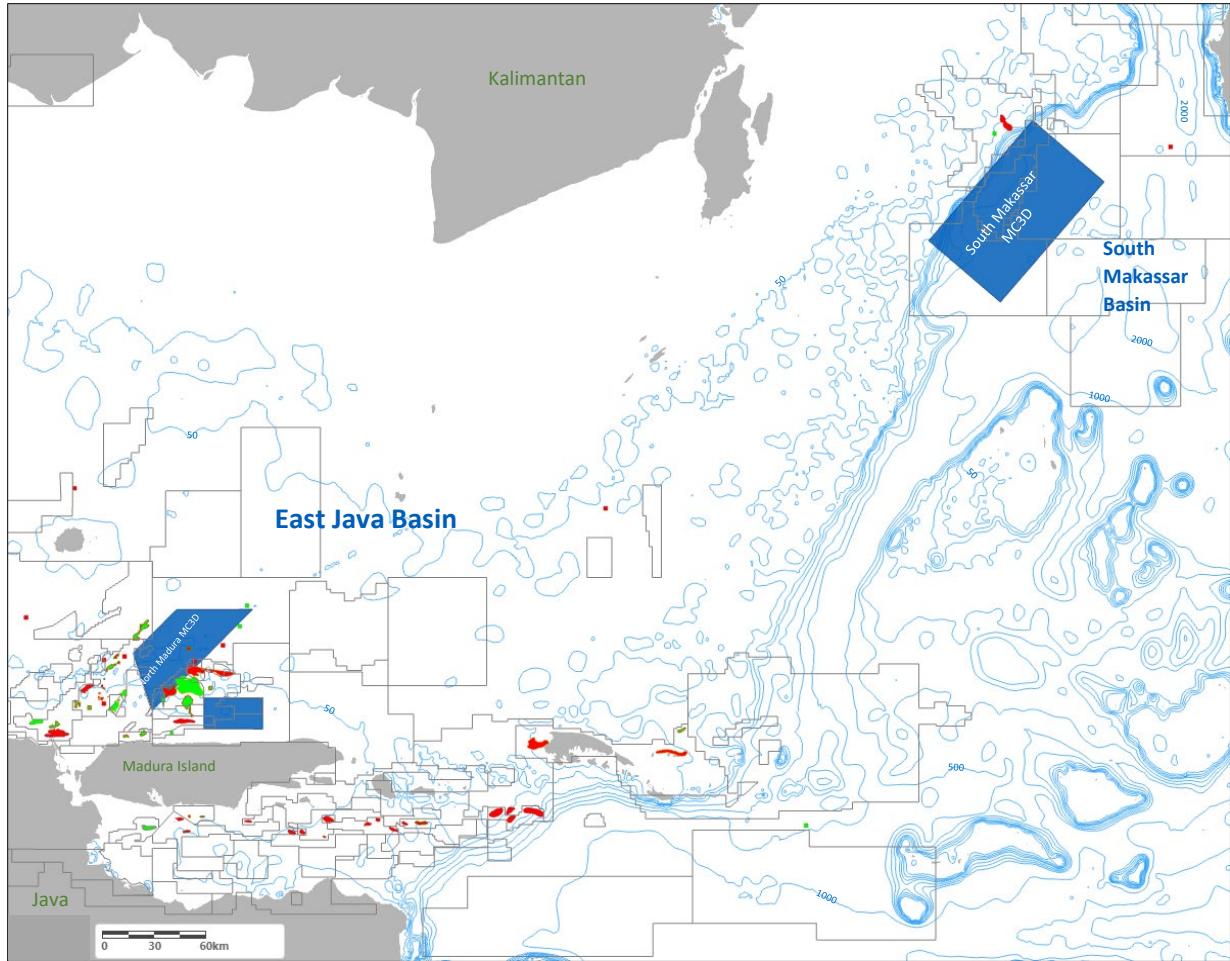 Kalimantan
2000
South Makassar
MC3D
South
Makassar
Basin
50
2000
1000
50
50
East Java Basin
North Madura MC3D
50
Madura Island
500
1000
Java
0 30 60km